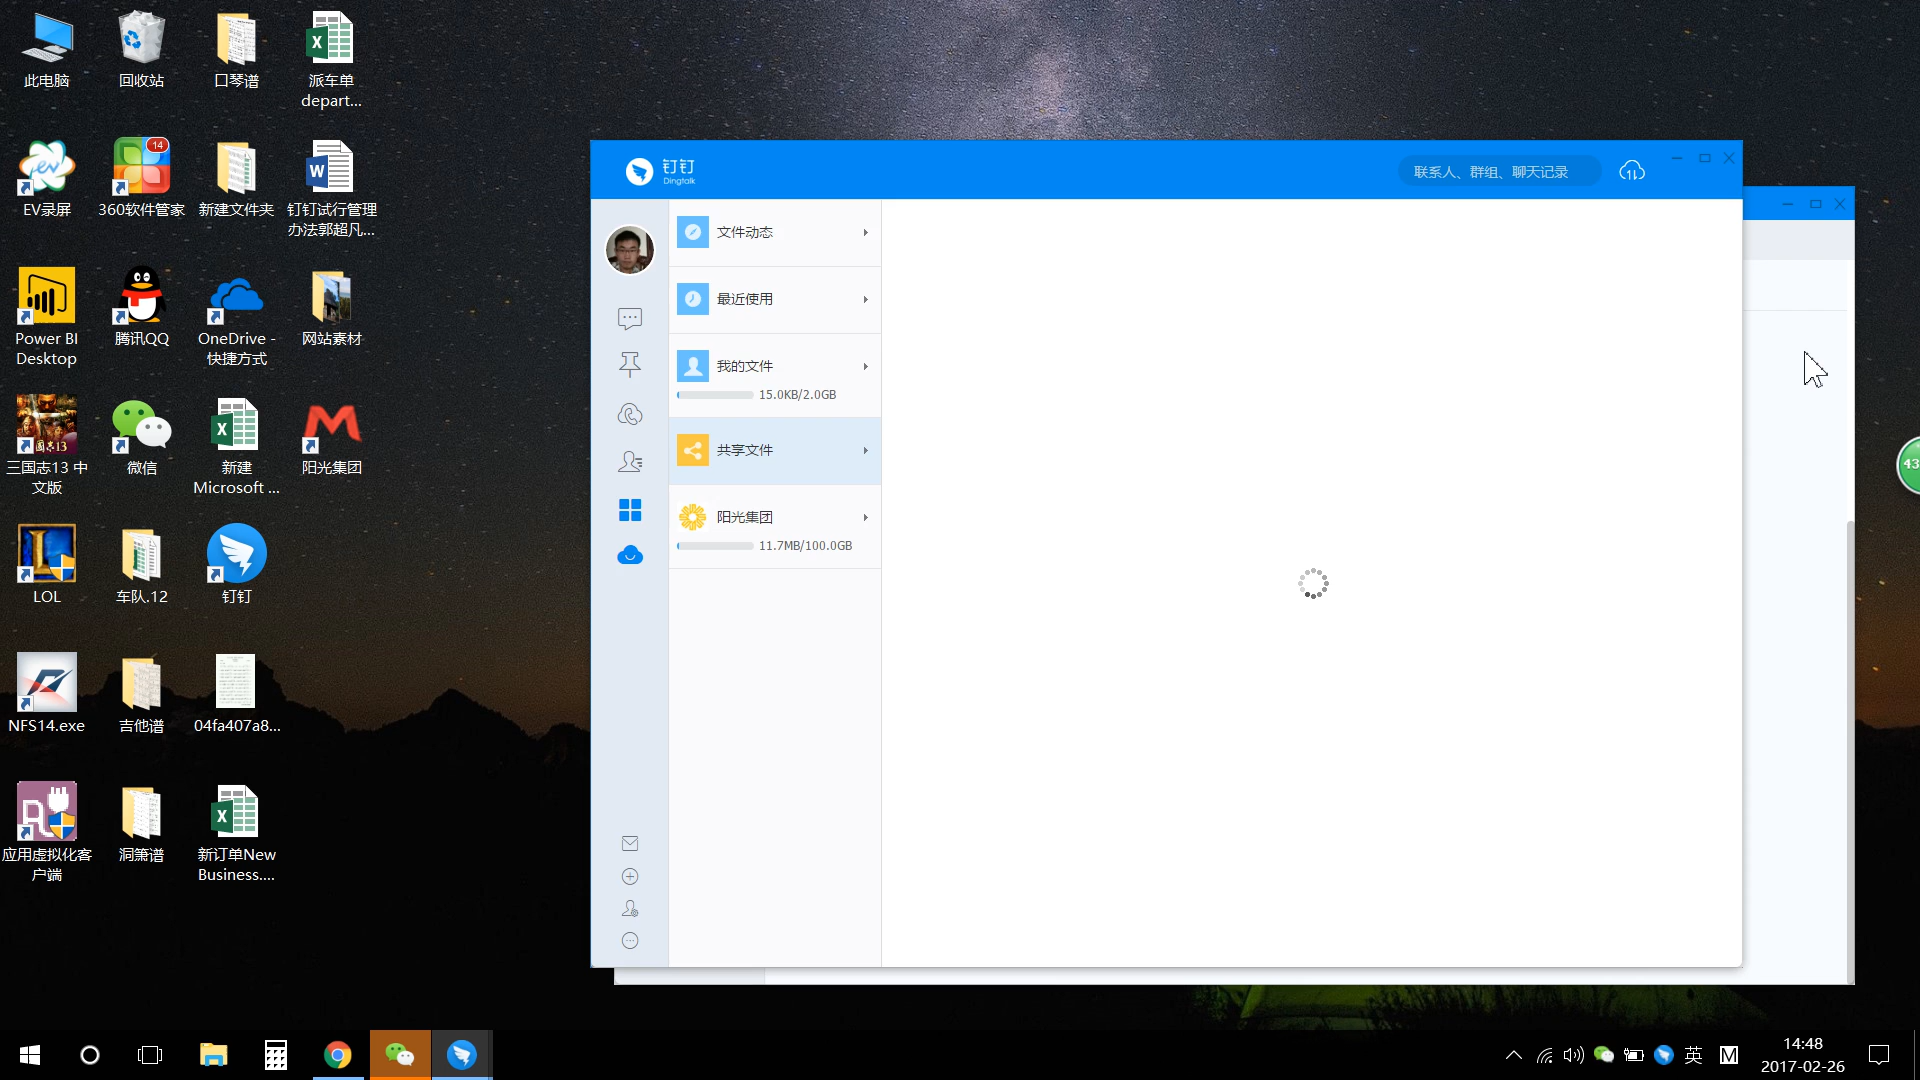 此电脑
回收站
口琴谱
派车单
depart...
EV录屏
14
360软件管家
新建文件夹
钉钉试行管理
办法郭超凡...
Power BI
Desktop
腾讯QQ
OneDrive -
快捷方式
网站素材
三国志13 中
文版
微信
新建
Microsoft ...
阳光集团
LOL
车队.12
钉钉
NFS14.exe
吉他谱
04fa407a8...
应用虚拟化客
户端
洞箫谱
新订单New
Business....
钉钉
Dingtalk
联系人、群组、聊天记录
文件动态
最近使用
我的文件
15.0KB/2.0GB
共享文件
阳光集团
11.7MB/100.0GB
43
英
M
14:48
2017-02-26